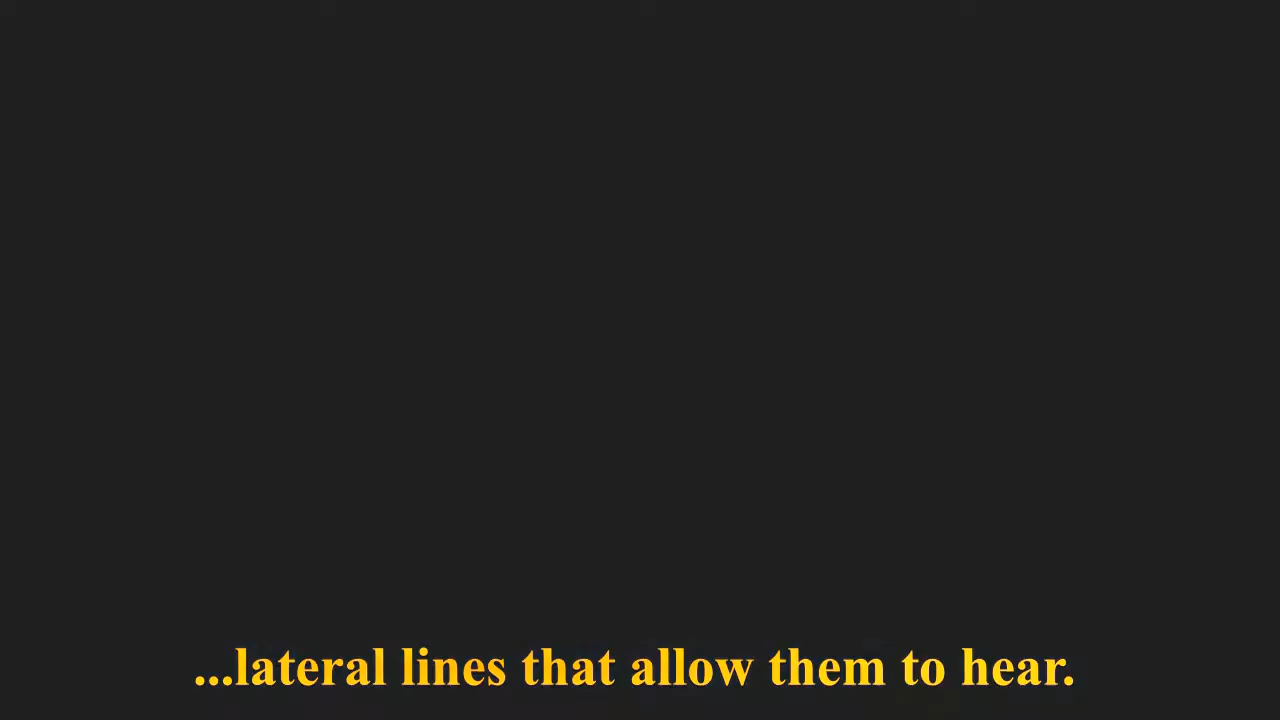 ...lateral lines that allow them to hear.